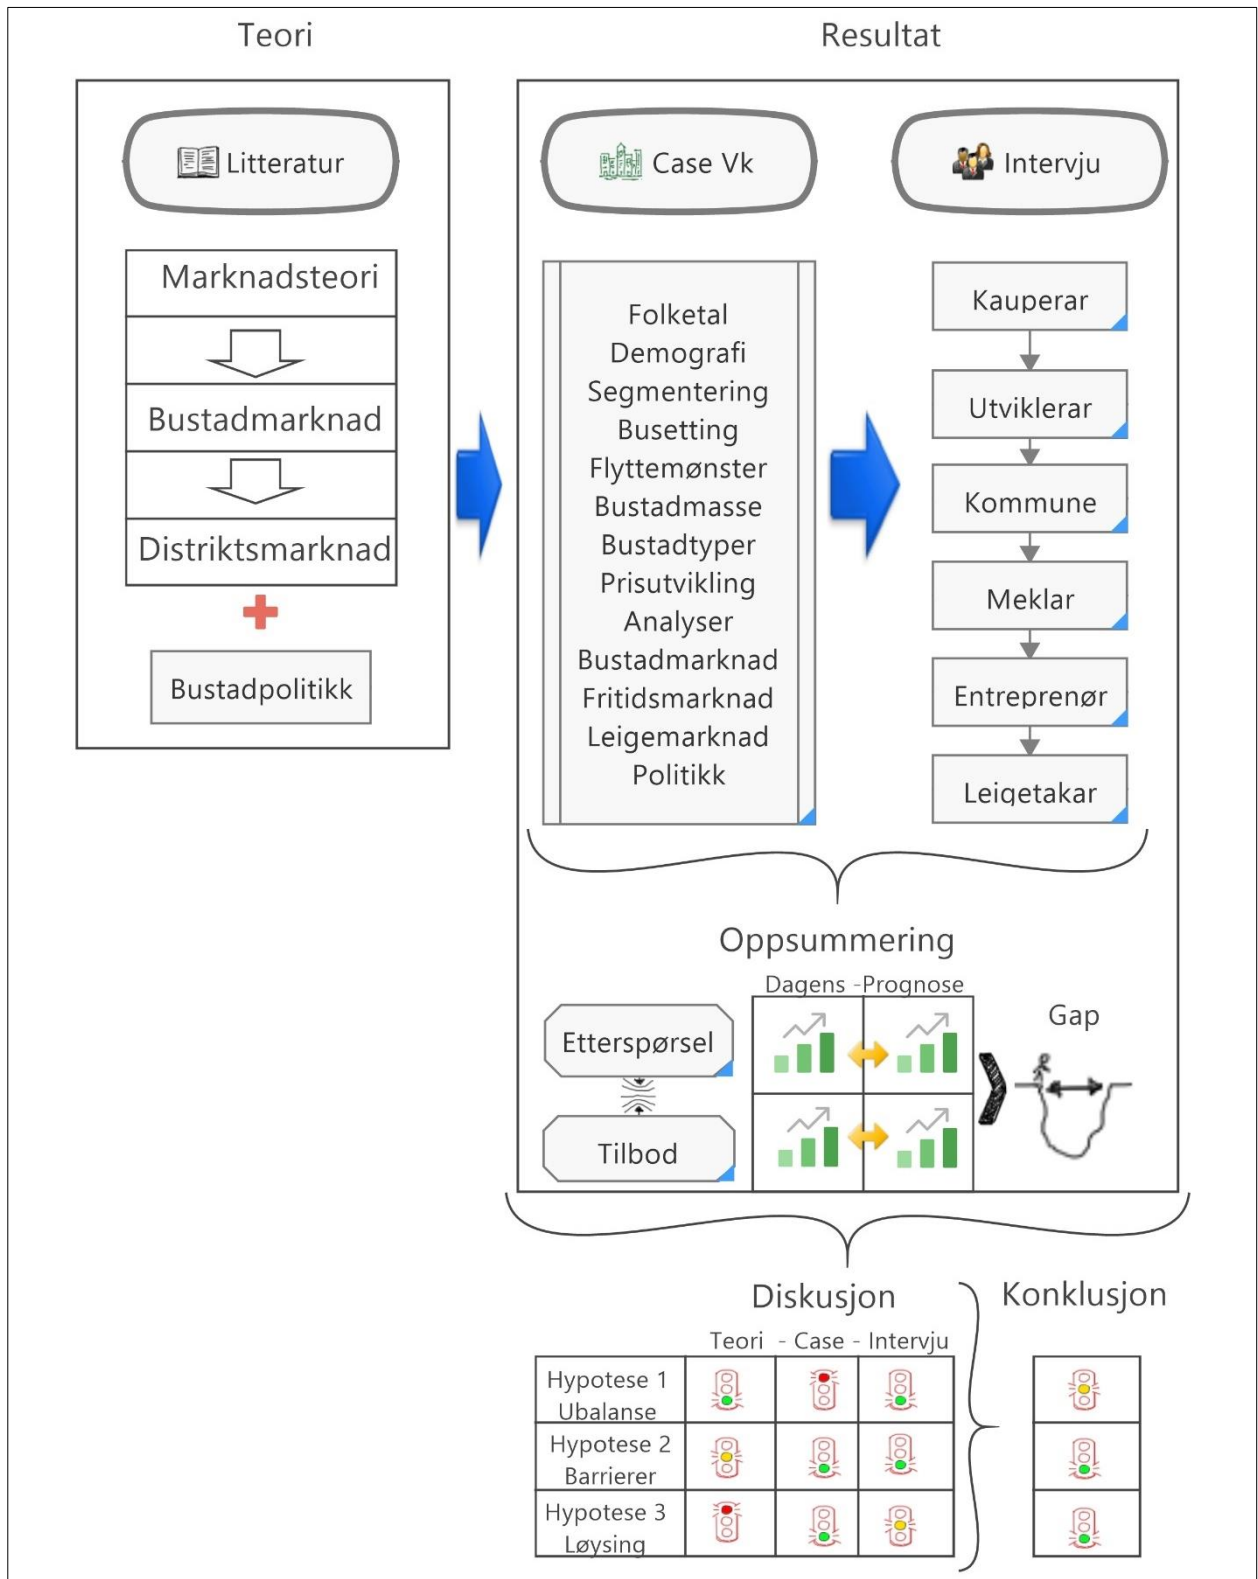 Teori
Resultat
Litteratur
Case Vk
Intervju
Marknadsteori
Bustadmarknad
Distriktsmarknad
Bustadpolitikk
Folketal
Demografi
Segmentering
Busetting
Flyttemønster
Bustadmasse
Bustadtyper
Prisutvikling
Analyser
Bustadmarknad
Fritidsmarknad
Leigemarknad
Politikk
Kauperar
Utviklerar
Kommune
Meklar
Entreprenør
Leigetakar
Oppsummering
Dagens -Prognose
Etterspørsel
Tilbod
Gap
Diskusjon
Konklusjon
Teori - Case - Intervju
Hypotese 1
Ubalanse
Hypotese 2
Barrierer
Hypotese 3
Løysing